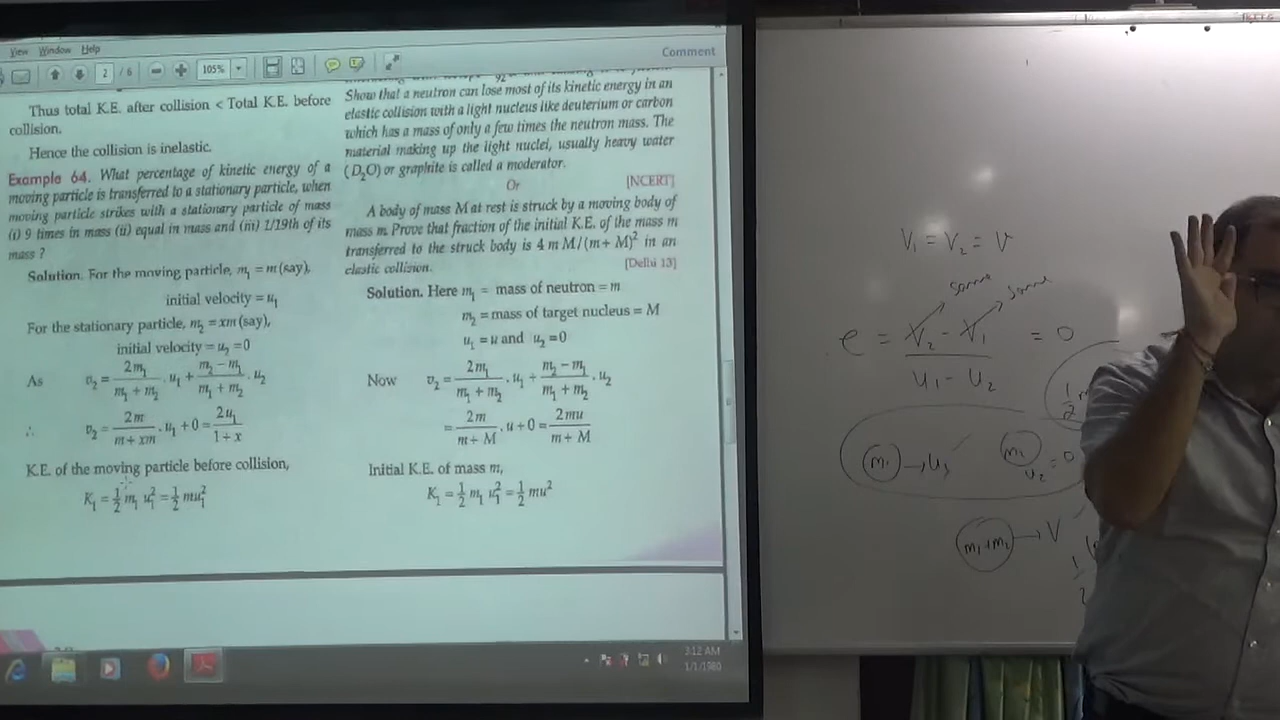 View Window Help
2 / 6 105% Comment
Thus total K.E. after collision < Total K.E. before
collision.
Hence the collision is inelastic.
Example 64. What percentage of kinetic energy of a
moving particle is transferred to a stationary particle, when
moving particle strikes with a stationary particle of mass
(i) 9 times in mass (ii) equal in mass and (iii) 1/19th of its
mass ?
Solution. For the moving particle, m₁ = m (say),
initial velocity = u₁
For the stationary particle, m₂ = xm (say),
initial velocity = u₂ = 0
As v₂ = 2m₁/(m₁ + m₂) . u₁ + (m₂ − m₁)/(m₁ + m₂) . u₂
∴ v₂ = 2m/(m + xm) . u₁ + 0 = 2u₁/(1 + x)
K.E. of the moving particle before collision,
K₁ = 1/2 m₁ u₁² = 1/2 mu₁²
Show that a neutron can lose most of its kinetic energy in an
elastic collision with a light nucleus like deuterium or carbon
which has a mass of only a few times the neutron mass. The
material making up the light nuclei, usually heavy water
(D₂O) or graphite is called a moderator.
Or [NCERT]
A body of mass M at rest is struck by a moving body of
mass m. Prove that fraction of the initial K.E. of the mass m
transferred to the struck body is 4 m M/(m + M)² in an
elastic collision. [Delhi 13]
Solution. Here m₁ = mass of neutron = m
m₂ = mass of target nucleus = M
u₁ = u and u₂ = 0
Now v₂ = 2m₁/(m₁ + m₂) . u₁ + (m₂ − m₁)/(m₁ + m₂) . u₂
= 2m/(m + M) . u + 0 = 2mu/(m + M)
Initial K.E. of mass m,
K₁ = 1/2 m₁ u₁² = 1/2 mu²
3:12 AM
1/1/1980
V₁ = V₂ = V
same same
e = (V₂ − V₁)/(u₁ − u₂) = 0
1/2 m
m₁ → u₁ m₂ u₂ = 0
m₁+m₂ → V
1/2 (